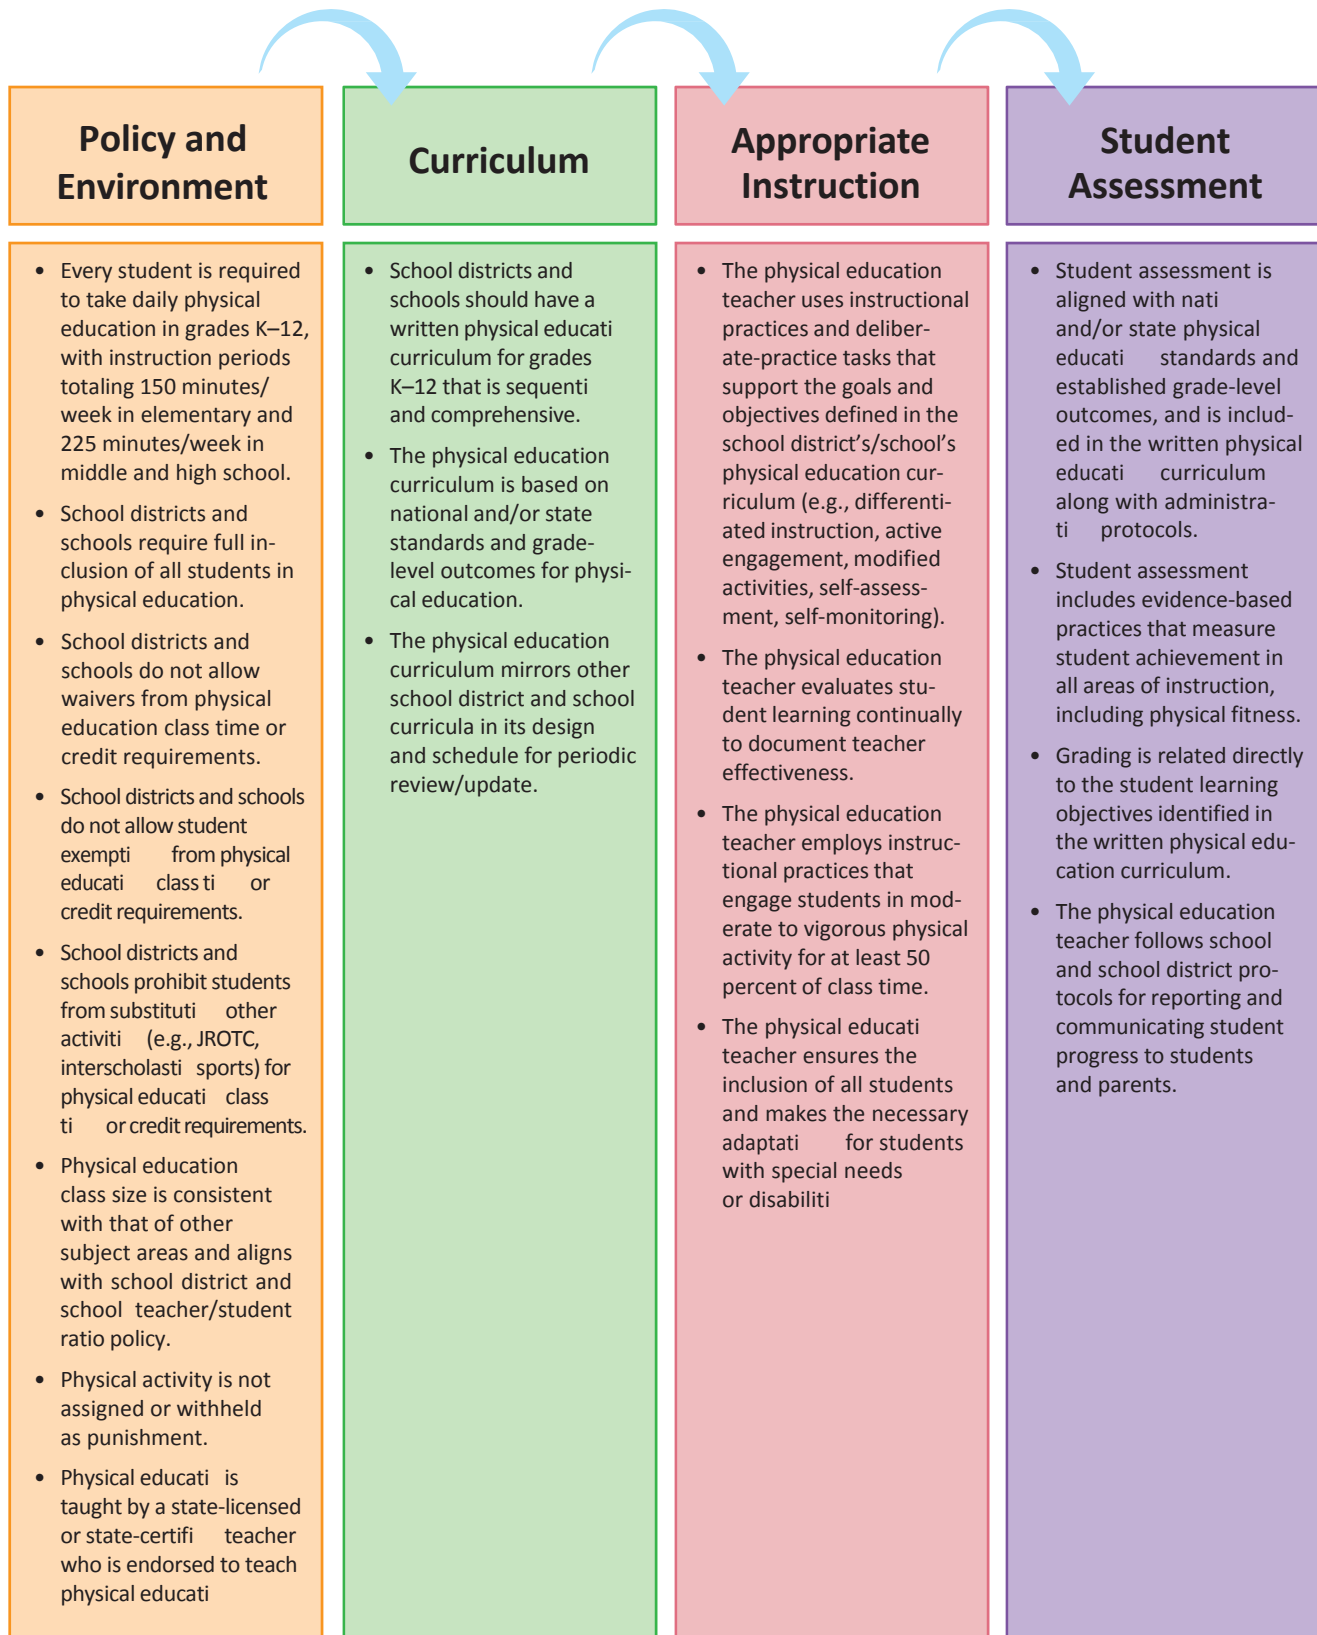 Policy and
Environment
• Every student is required
to take daily physical
education in grades K–12,
with instruction periods
totaling 150 minutes/
week in elementary and
225 minutes/week in
middle and high school.
• School districts and
schools require full in-
clusion of all students in
physical education.
• School districts and
schools do not allow
waivers from physical
education class time or
credit requirements.
• School districts and schools
do not allow student
exempti from physical
educati class ti or
credit requirements.
• School districts and
schools prohibit students
from substituti other
activiti (e.g., JROTC,
interscholasti sports) for
physical educati class
ti or credit requirements.
• Physical education
class size is consistent
with that of other
subject areas and aligns
with school district and
school teacher/student
ratio policy.
• Physical activity is not
assigned or withheld
as punishment.
• Physical educati is
taught by a state-licensed
or state-certifi teacher
who is endorsed to teach
physical educati
Curriculum
• School districts and
schools should have a
written physical educati
curriculum for grades
K–12 that is sequenti
and comprehensive.
• The physical education
curriculum is based on
national and/or state
standards and grade-
level outcomes for physi-
cal education.
• The physical education
curriculum mirrors other
school district and school
curricula in its design
and schedule for periodic
review/update.
Appropriate
Instruction
• The physical education
teacher uses instructional
practices and deliber-
ate-practice tasks that
support the goals and
objectives defined in the
school district’s/school’s
physical education cur-
riculum (e.g., differenti-
ated instruction, active
engagement, modified
activities, self-assess-
ment, self-monitoring).
• The physical education
teacher evaluates stu-
dent learning continually
to document teacher
effectiveness.
• The physical education
teacher employs instruc-
tional practices that
engage students in mod-
erate to vigorous physical
activity for at least 50
percent of class time.
• The physical educati
teacher ensures the
inclusion of all students
and makes the necessary
adaptati for students
with special needs
or disabiliti
Student
Assessment
• Student assessment is
aligned with nati
and/or state physical
educati standards and
established grade-level
outcomes, and is includ-
ed in the written physical
educati curriculum
along with administra-
ti protocols.
• Student assessment
includes evidence-based
practices that measure
student achievement in
all areas of instruction,
including physical fitness.
• Grading is related directly
to the student learning
objectives identified in
the written physical edu-
cation curriculum.
• The physical education
teacher follows school
and school district pro-
tocols for reporting and
communicating student
progress to students
and parents.